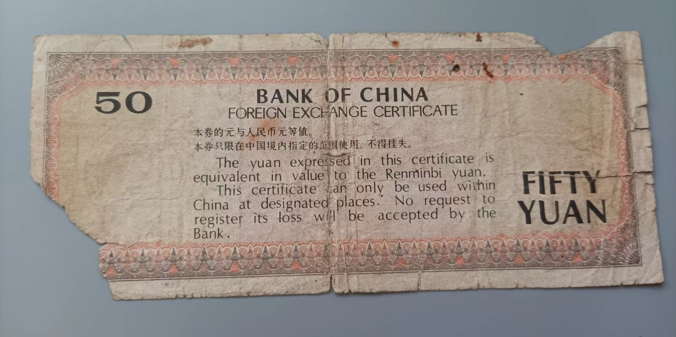 50
BANK OF CHINA
FOREIGN EXCHANGE CERTIFICATE
本券的元与人民币元等值。
本券只限在中国境内指定的范围使用，不得挂失。
The yuan expressed in this certificate is
equivalent in value to the Renminbi yuan.
This certificate can only be used within
China at designated places. No request to
register its loss will be accepted by the
Bank.
FIFTY
YUAN